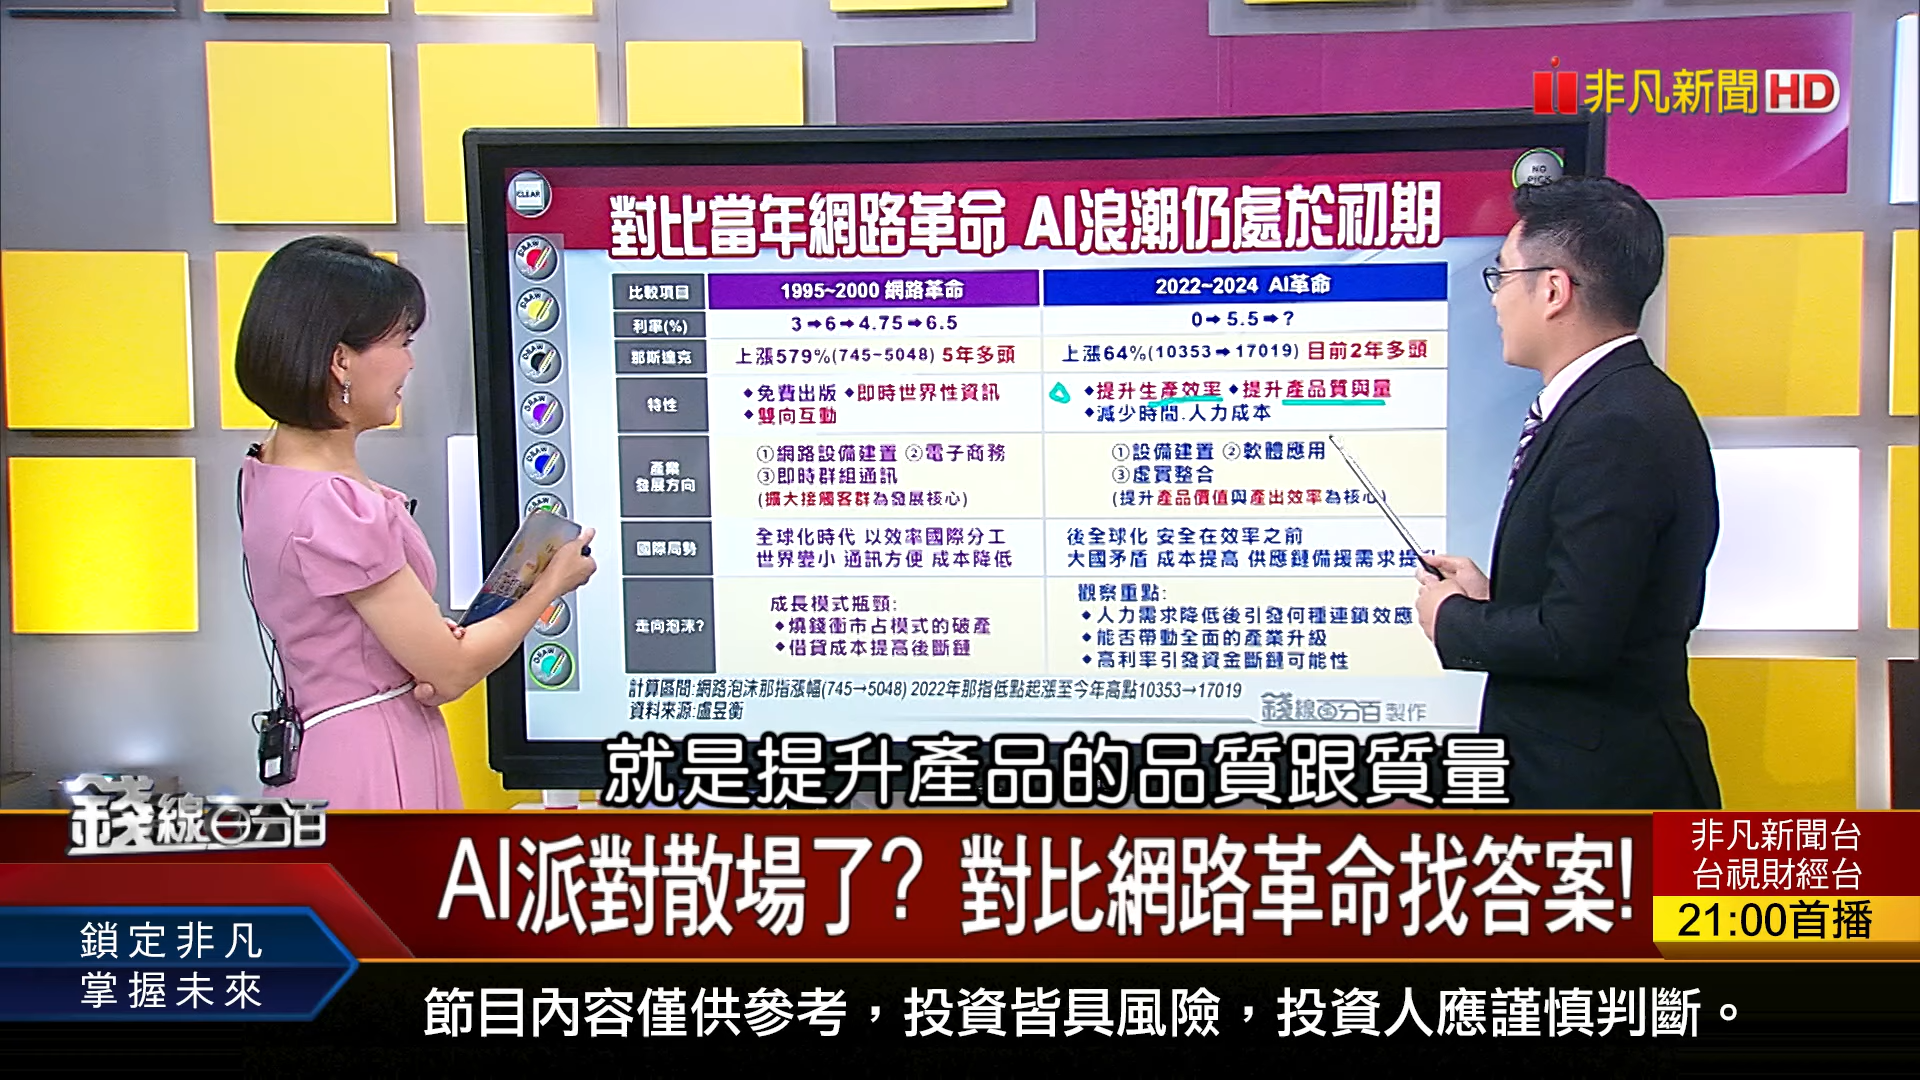 非凡新聞HD
CLEAR
NO PICK
對比當年網路革命 AI浪潮仍處於初期
比較項目 1995~2000 網路革命 2022~2024 AI革命
利率(%) 3➡6➡4.75➡6.5 0➡5.5➡?
那斯達克 上漲579%(745~5048) 5年多頭 上漲64%(10353➡17019) 目前2年多頭
特性 ◆免費出版 ◆即時世界性資訊 ◆提升生產效率 ◆提升產品質與量
◆雙向互動 ◆減少時間.人力成本
產業
發展方向
①網路設備建置 ②電子商務
③即時群組通訊
(擴大接觸客群為發展核心)
①設備建置 ②軟體應用
③虛實整合
(提升產品價值與產出效率為核心)
國際局勢
全球化時代 以效率國際分工
世界變小 通訊方便 成本降低
後全球化 安全在效率之前
大國矛盾 成本提高 供應鏈備援需求提升
走向泡沫?
成長模式瓶頸:
◆燒錢衝市占模式的破產
◆借貸成本提高後斷鏈
觀察重點:
◆人力需求降低後引發何種連鎖效應
◆能否帶動全面的產業升級
◆高利率引發資金斷鏈可能性
計算區間:網路泡沫那指漲幅(745→5048) 2022年那指低點起漲至今年高點10353→17019
資料來源:盧昱衡
錢線百分百 製作
DRAW
DRAW
DRAW
DRAW
DRAW
DRAW
DRAW
就是提升產品的品質跟質量
錢線百分百
AI派對散場了? 對比網路革命找答案!
非凡新聞台
台視財經台
21:00首播
鎖定非凡
掌握未來
節目內容僅供參考，投資皆具風險，投資人應謹慎判斷。